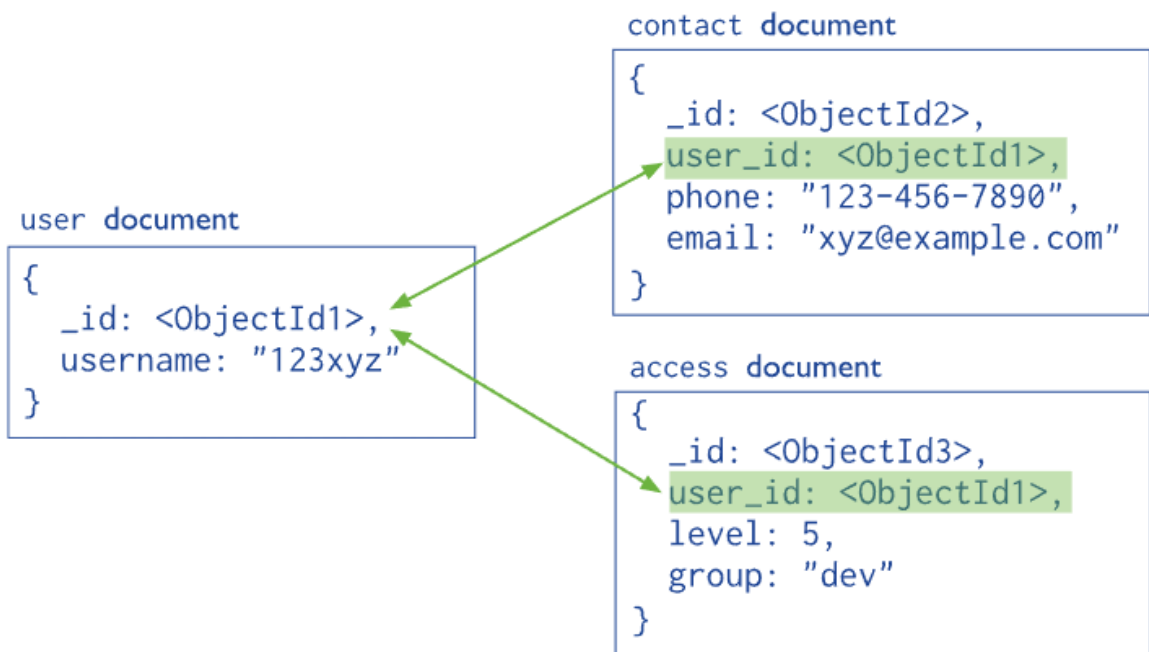 user document
{
_id: <ObjectId1>,
username: "123xyz"
}
contact document
{
_id: <ObjectId2>,
user_id: <ObjectId1>,
phone: "123-456-7890",
email: "xyz@example.com"
}
access document
{
_id: <ObjectId3>,
user_id: <ObjectId1>,
level: 5,
group: "dev"
}